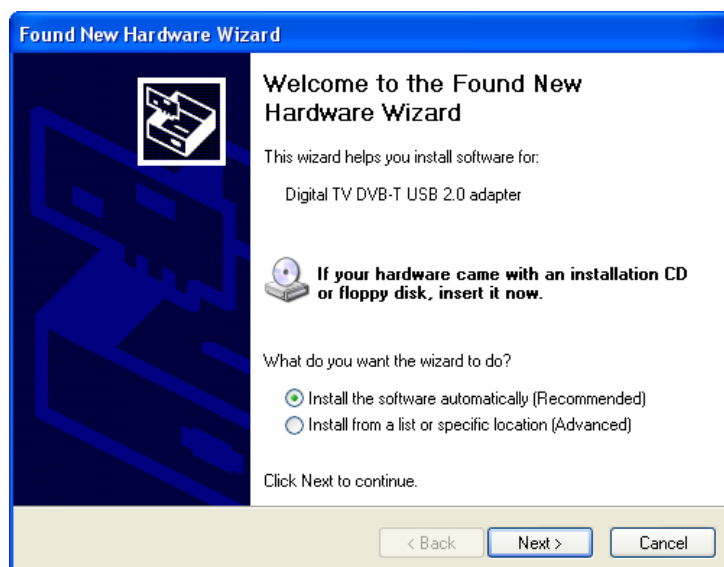 Found New Hardware Wizard
Welcome to the Found New
Hardware Wizard
This wizard helps you install software for:
Digital TV DVB-T USB 2.0 adapter
If your hardware came with an installation CD
or floppy disk, insert it now.
What do you want the wizard to do?
Install the software automatically (Recommended)
Install from a list or specific location (Advanced)
Click Next to continue.
< Back
Next >
Cancel